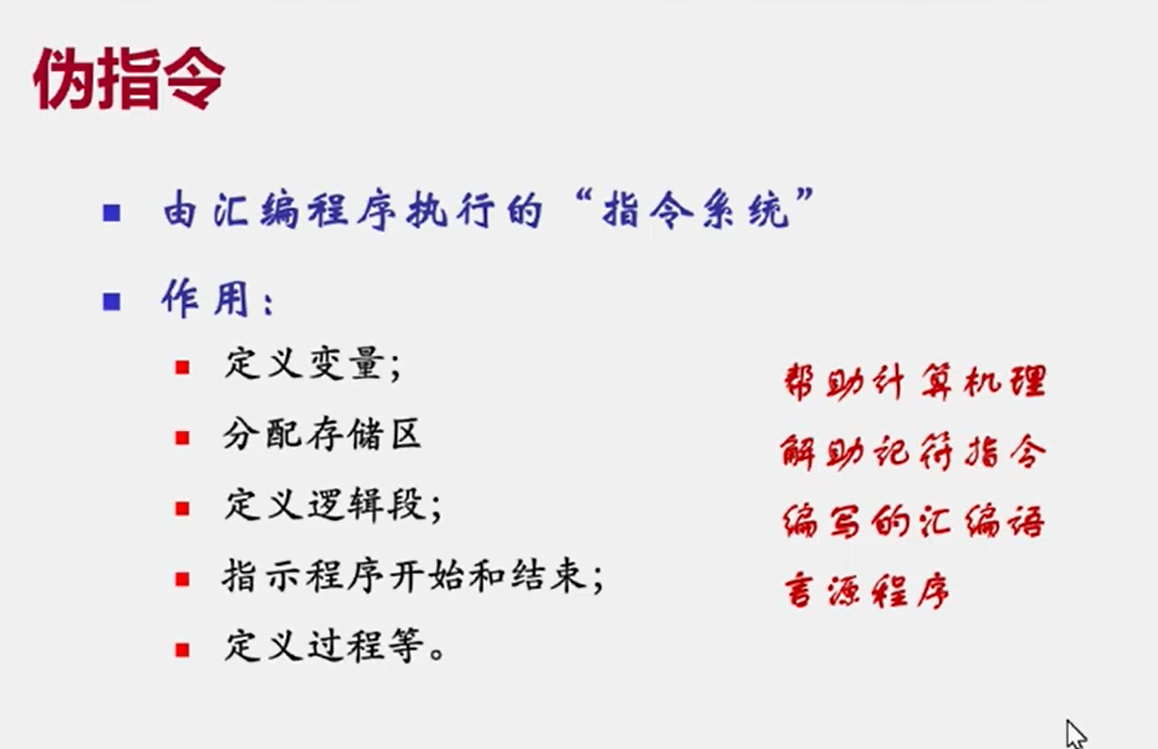 伪指令
由汇编程序执行的“指令系统”
作用：
定义变量；
分配存储区
定义逻辑段；
指示程序开始和结束；
定义过程等。
帮助计算机理
解助记符指令
编写的汇编语
言源程序